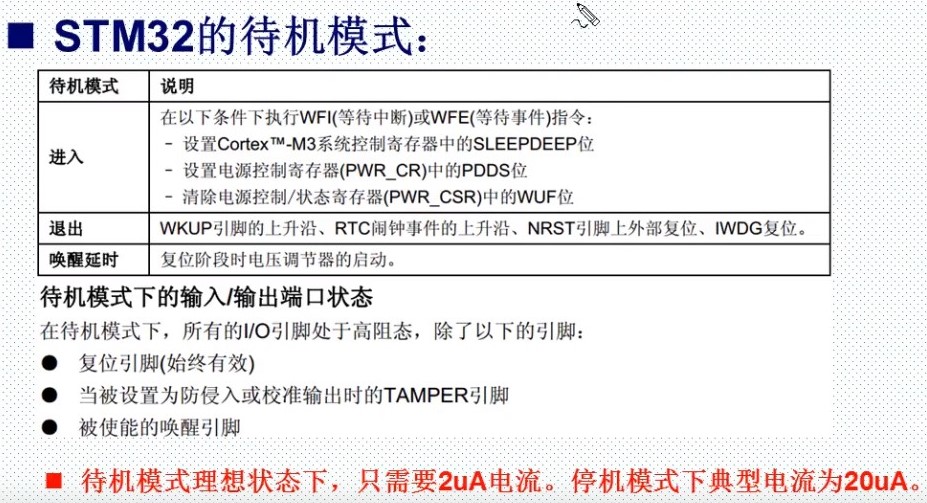 ■ STM32的待机模式：
待机模式 说明
进入 在以下条件下执行WFI(等待中断)或WFE(等待事件)指令：
– 设置Cortex™-M3系统控制寄存器中的SLEEPDEEP位
– 设置电源控制寄存器(PWR_CR)中的PDDS位
– 清除电源控制/状态寄存器(PWR_CSR)中的WUF位
退出 WKUP引脚的上升沿、RTC闹钟事件的上升沿、NRST引脚上外部复位、IWDG复位。
唤醒延时 复位阶段时电压调节器的启动。
待机模式下的输入/输出端口状态
在待机模式下，所有的I/O引脚处于高阻态，除了以下的引脚：
● 复位引脚(始终有效)
● 当被设置为防侵入或校准输出时的TAMPER引脚
● 被使能的唤醒引脚
■ 待机模式理想状态下，只需要2uA电流。停机模式下典型电流为20uA。